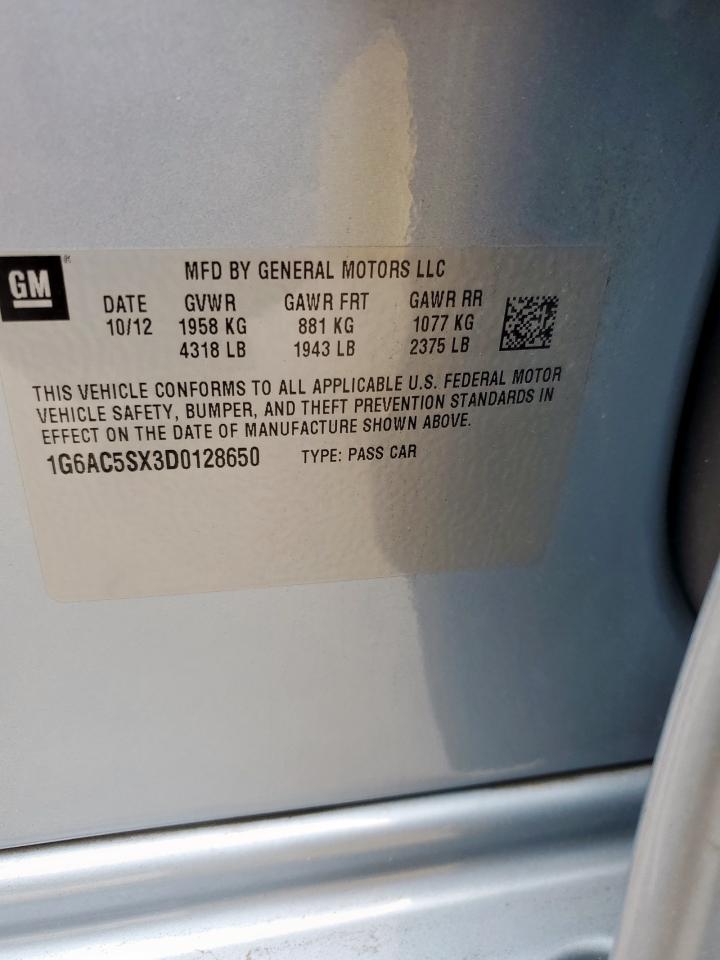 GM
MFD BY GENERAL MOTORS LLC
DATE GVWR GAWR FRT GAWR RR
10/12 1958 KG 881 KG 1077 KG
4318 LB 1943 LB 2375 LB
THIS VEHICLE CONFORMS TO ALL APPLICABLE U.S. FEDERAL MOTOR
VEHICLE SAFETY, BUMPER, AND THEFT PREVENTION STANDARDS IN
EFFECT ON THE DATE OF MANUFACTURE SHOWN ABOVE.
1G6AC5SX3D0128650 TYPE: PASS CAR